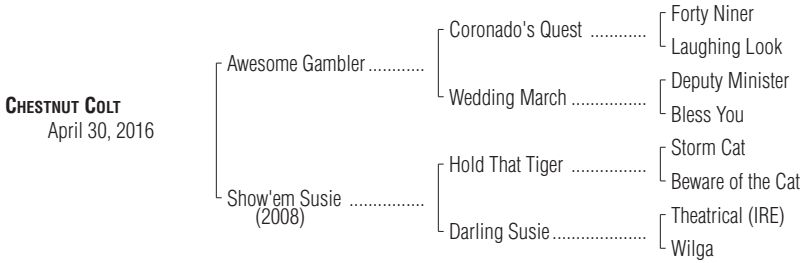 Forty Niner
Coronado's Quest ............
Laughing Look
Awesome Gambler ............
Deputy Minister
Wedding March ................
Bless You
CHESTNUT COLT
April 30, 2016
Storm Cat
Hold That Tiger ................
Beware of the Cat
Show'em Susie ................
(2008)
Theatrical (IRE)
Darling Susie....................
Wilga